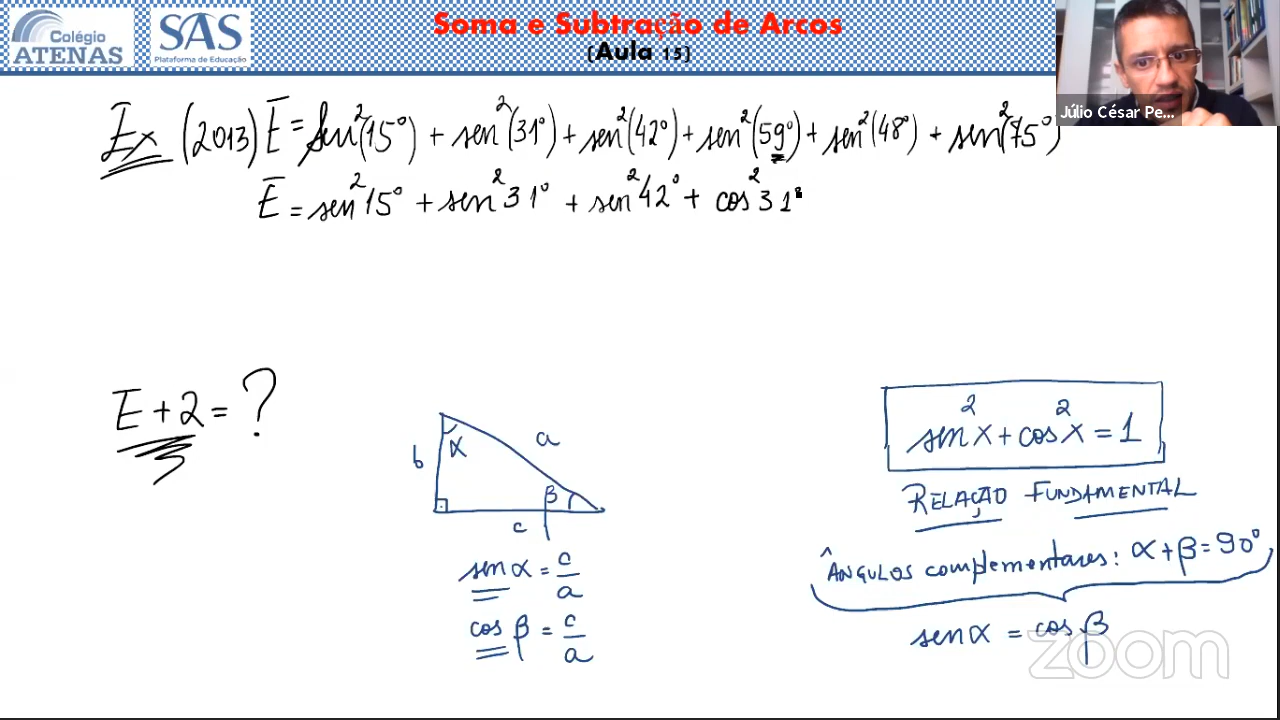 Colégio
ATENAS
SAS
Plataforma de Educação
Soma e Subtração de Arcos
(Aula 15)
Júlio César Pe...
Ex (2013) E = sen²(15°) + sen²(31°) + sen²(42°) + sen²(59°) + sen²(48°) + sen²(75°)
E = sen²15° + sen²31° + sen²42° + cos²31°
E+2 = ?
b α a
β
c
sen α = c/a
cos β = c/a
sen²x + cos²x = 1
RELAÇÃO FUNDAMENTAL
ÂNGULOS complementares: α+β = 90°
sen α = cos β
zoom